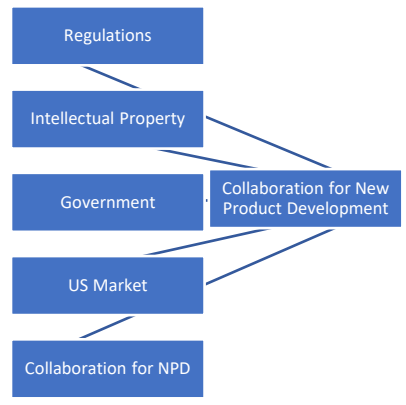 Regulations
Intellectual Property
Government
Collaboration for New
Product Development
US Market
Collaboration for NPD